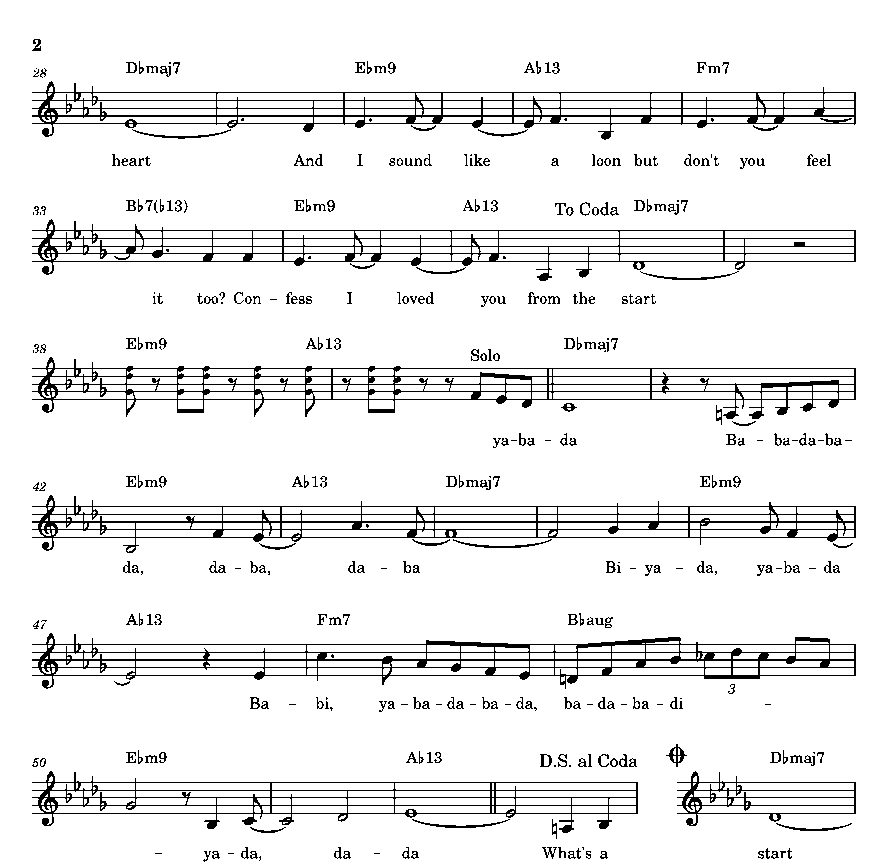 2
28 D♭maj7 E♭m9 A♭13 Fm7
heart And I sound like a loon but don't you feel
33 B♭7(♭13) E♭m9 A♭13 To Coda D♭maj7
it too? Con – fess I loved you from the start
38 E♭m9 A♭13 Solo D♭maj7
ya – ba – da Ba – ba – da – ba –
42 E♭m9 A♭13 D♭maj7 E♭m9
da, da – ba, da – ba Bi – ya – da, ya – ba – da
47 A♭13 Fm7 B♭aug
3
Ba – bi, ya – ba – da – ba – da, ba – da – ba – di –
50 E♭m9 A♭13 D.S. al Coda D♭maj7
– ya – da, da – da What's a start